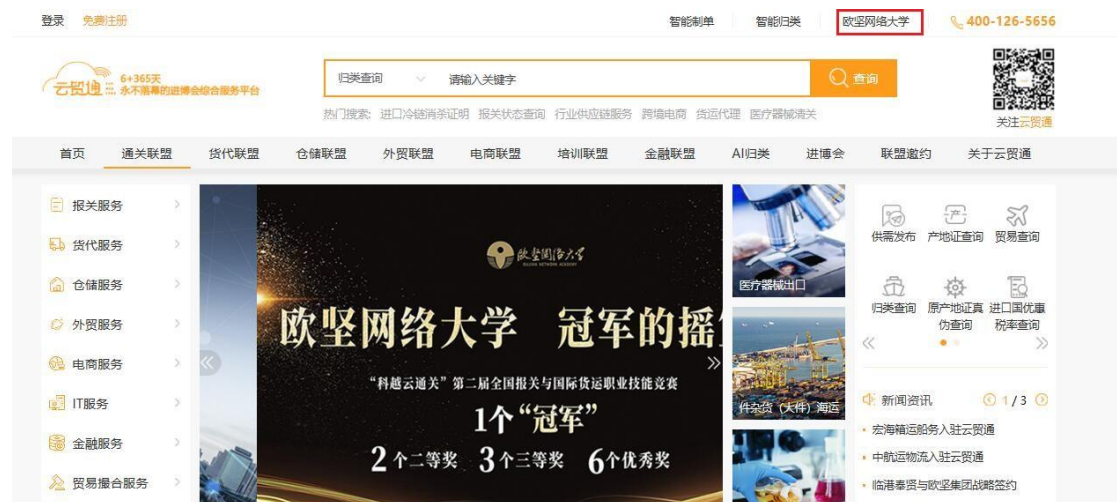 登录 免费注册 智能制单 智能归类 欧坚网络大学 400-126-5656
云贸通 6+365天
永不落幕的进博会综合服务平台
归类查询 请输入关键字 查询
热门搜索: 进口冷链消杀证明 报关状态查询 行业供应链服务 跨境电商 货运代理 医疗器械清关
关注云贸通
首页 通关联盟 货代联盟 仓储联盟 外贸联盟 电商联盟 培训联盟 金融联盟 AI归类 进博会 联盟邀约 关于云贸通
报关服务
货代服务
仓储服务
外贸服务
电商服务
IT服务
金融服务
贸易撮合服务
欧坚网络大学
欧坚网络大学 冠军的摇
“科越云通关”第二届全国报关与国际货运职业技能竞赛
1个“冠军”
2个二等奖 3个三等奖 6个优秀奖
医疗器械出口
件杂货（大件）海运
供需发布 产地证查询 贸易查询
归类查询 原产地证真伪查询 进口国优惠税率查询
新闻资讯 1 / 3
宏海箱运船务入驻云贸通
中航运物流入驻云贸通
临港奉贤与欧坚集团战略签约